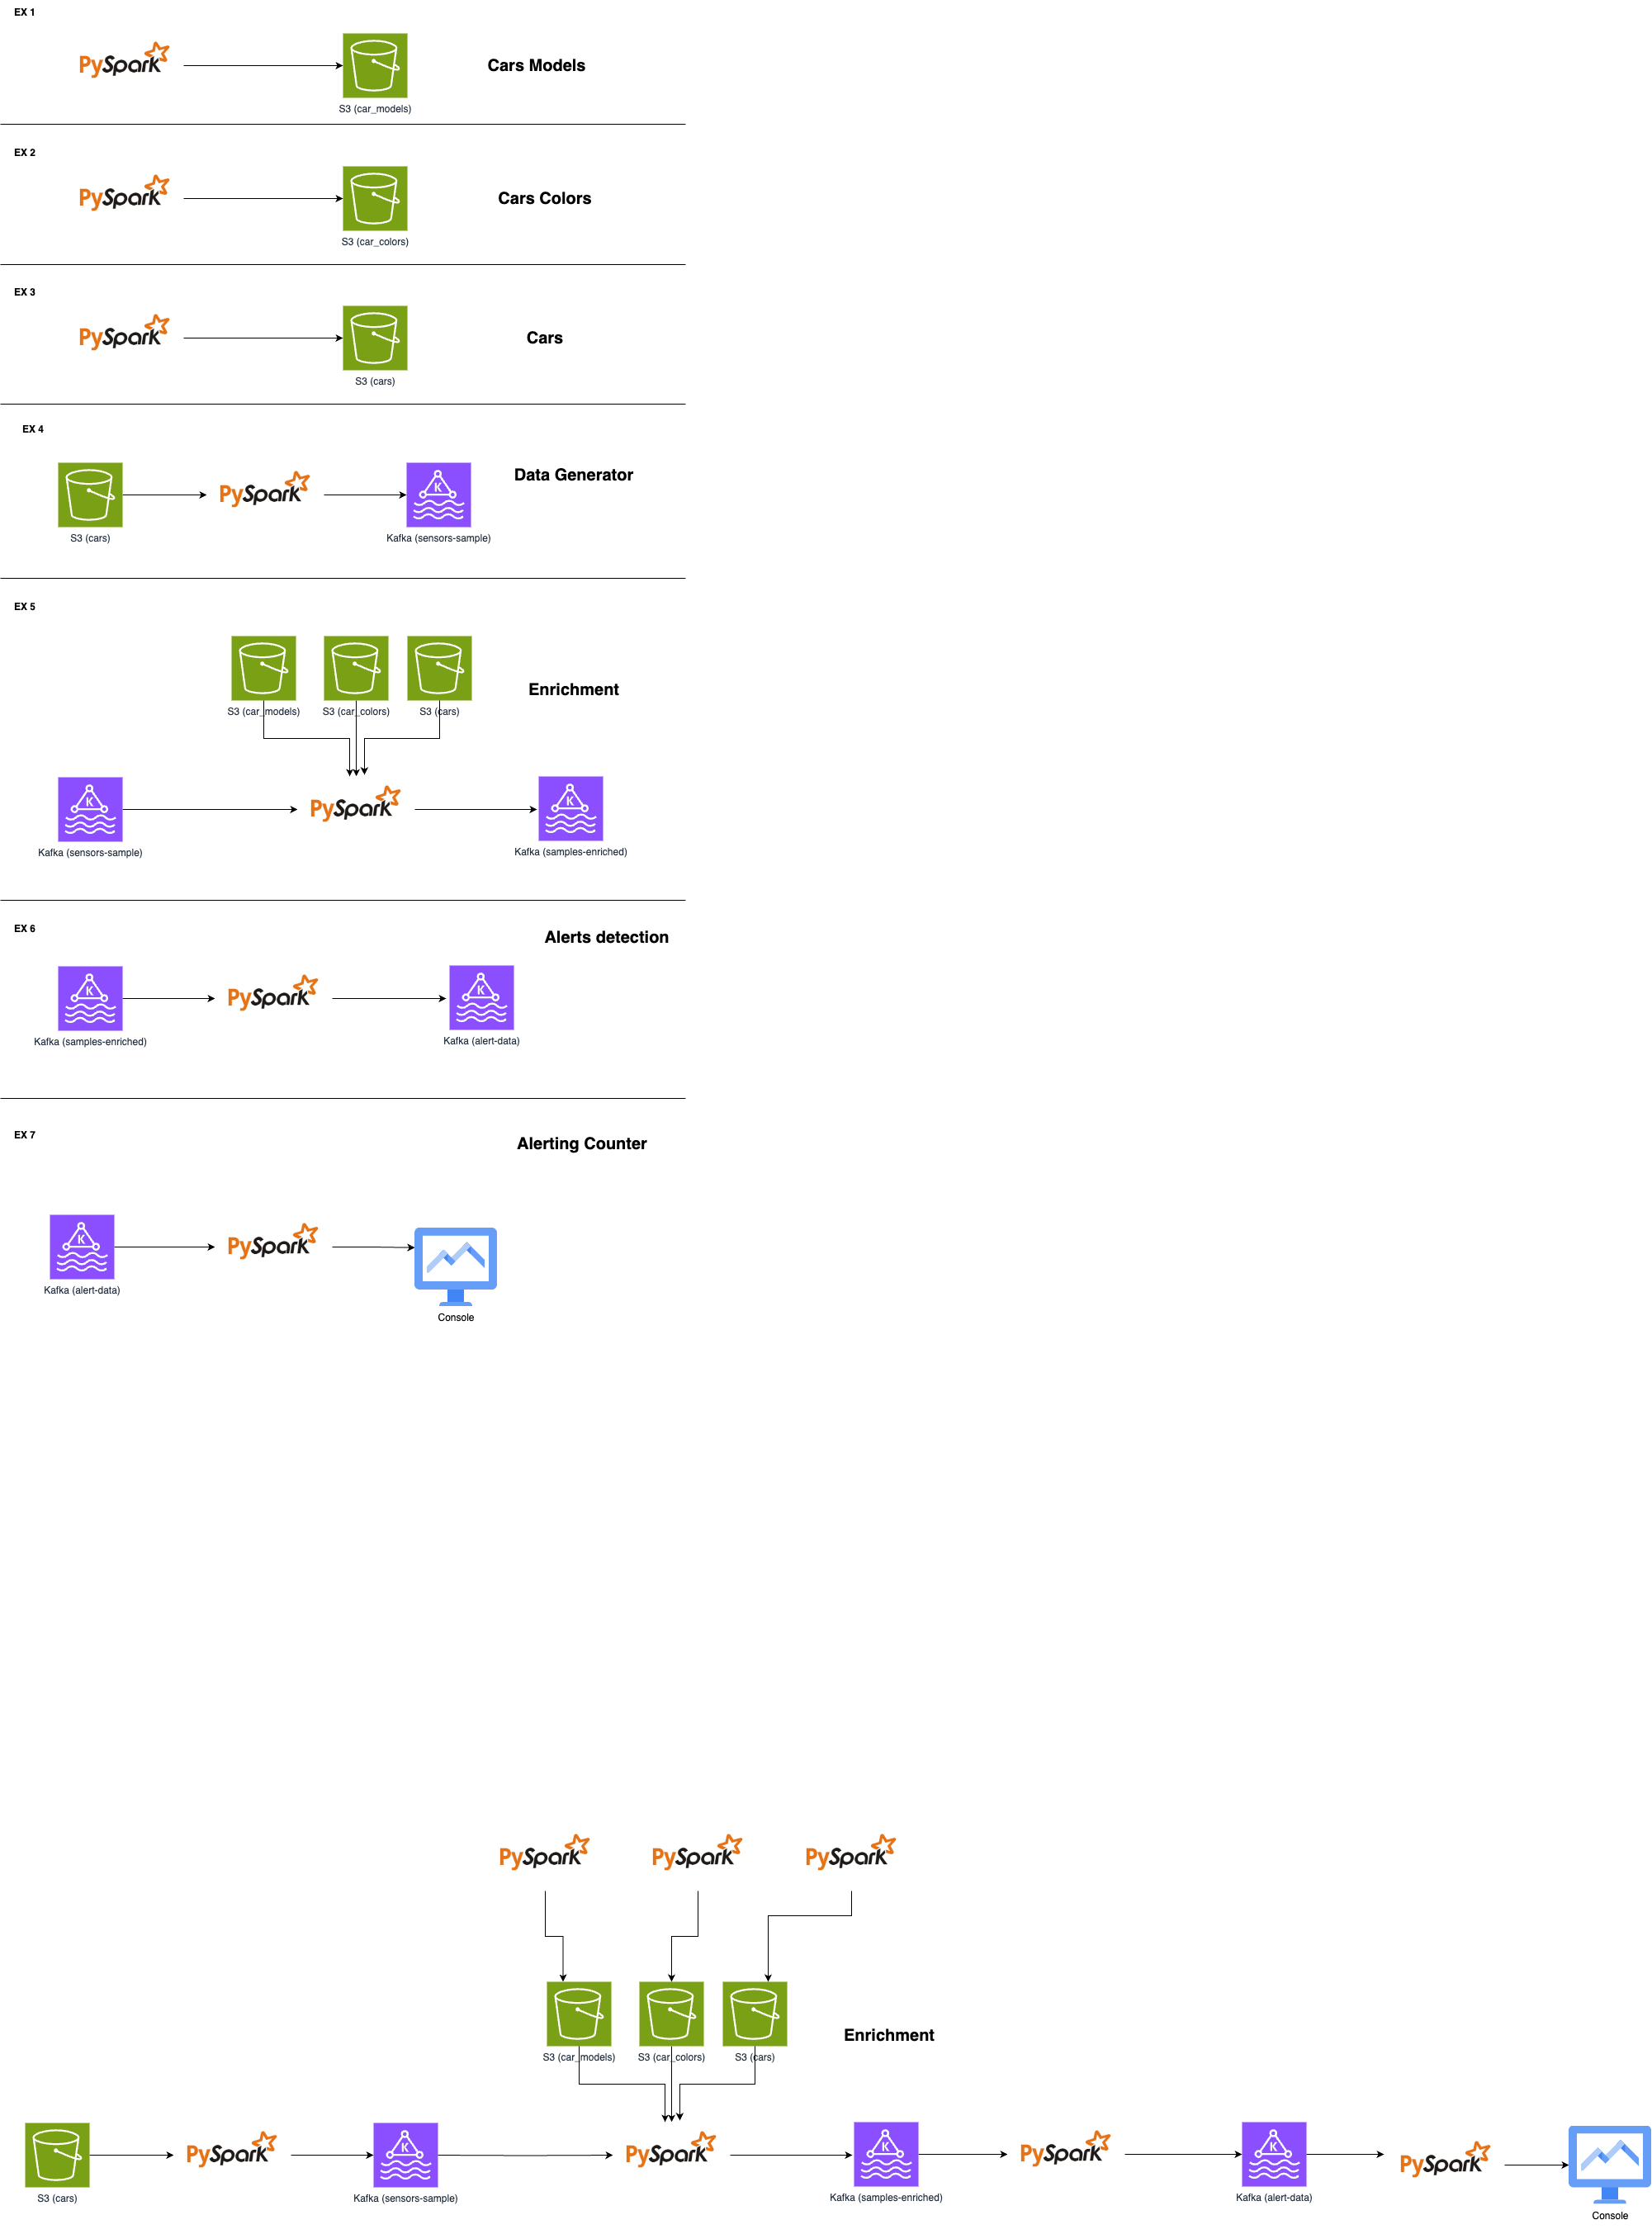 EX 1
PySpark
Cars Models
S3 (car_models)
EX 2
PySpark
Cars Colors
S3 (car_colors)
EX 3
PySpark
Cars
S3 (cars)
EX 4
Data Generator
PySpark
K
S3 (cars)
Kafka (sensors-sample)
EX 5
Enrichment
S3 (car_models)
S3 (car_colors)
S3 (cars)
K
PySpark
K
Kafka (sensors-sample)
Kafka (samples-enriched)
EX 6
Alerts detection
K
PySpark
K
Kafka (samples-enriched)
Kafka (alert-data)
EX 7
Alerting Counter
K
PySpark
Kafka (alert-data)
Console
PySpark
PySpark
PySpark
Enrichment
S3 (car_models)
S3 (car_colors)
S3 (cars)
PySpark
K
PySpark
K
PySpark
K
PySpark
S3 (cars)
Kafka (sensors-sample)
Kafka (samples-enriched)
Kafka (alert-data)
Console